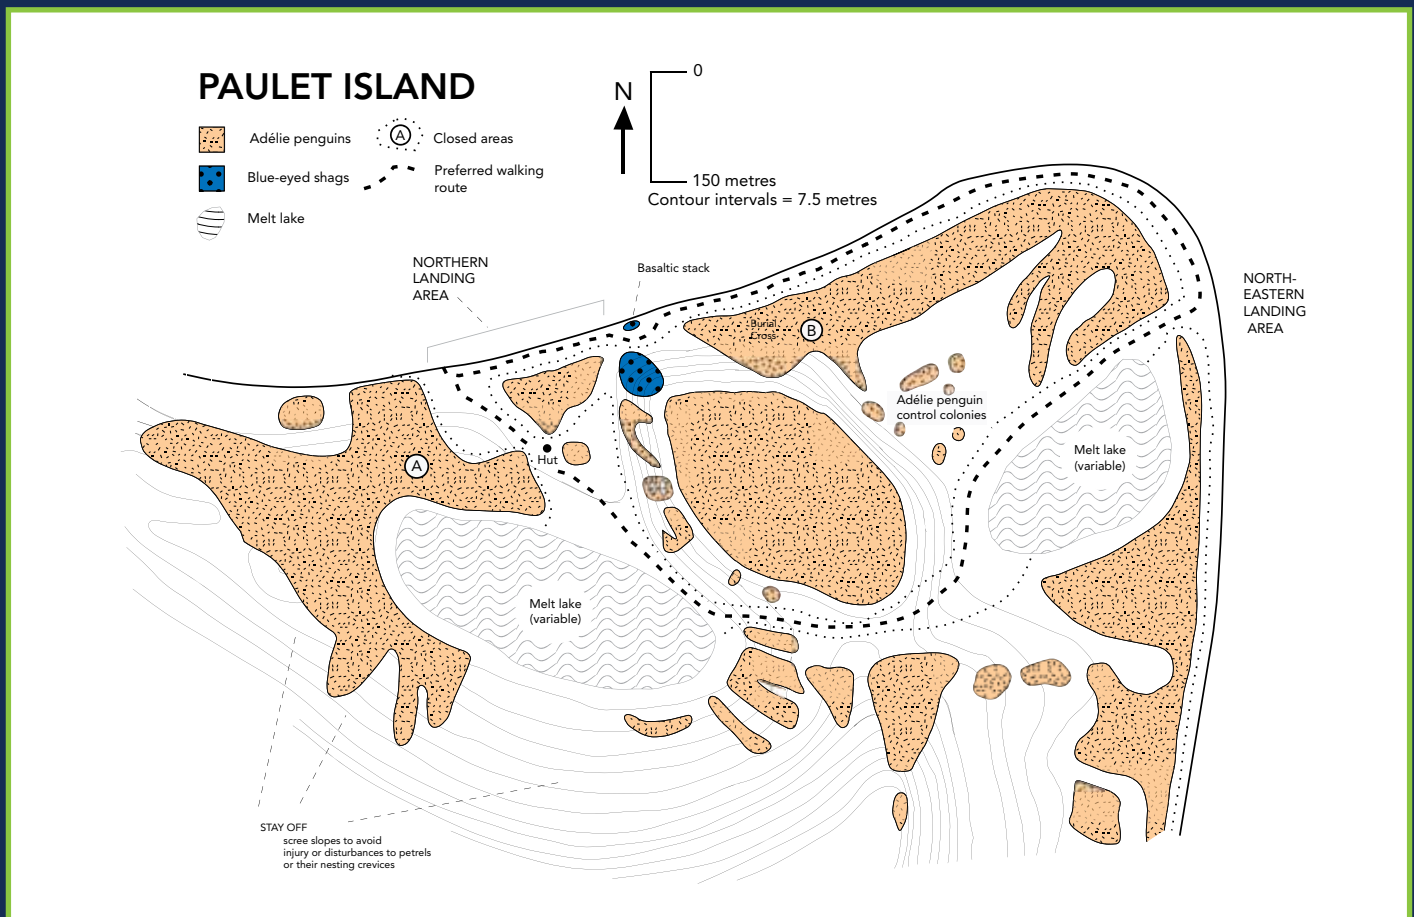 PAULET ISLAND
Adélie penguins
A
Closed areas
Blue-eyed shags
Preferred walking
route
Melt lake
N
0
150 metres
Contour intervals = 7.5 metres
NORTHERN
LANDING
AREA
Basaltic stack
NORTH-
EASTERN
LANDING
AREA
Burial
Cross
B
Adélie penguin
control colonies
Melt lake
(variable)
A
Hut
Melt lake
(variable)
STAY OFF
scree slopes to avoid
injury or disturbances to petrels
or their nesting crevices